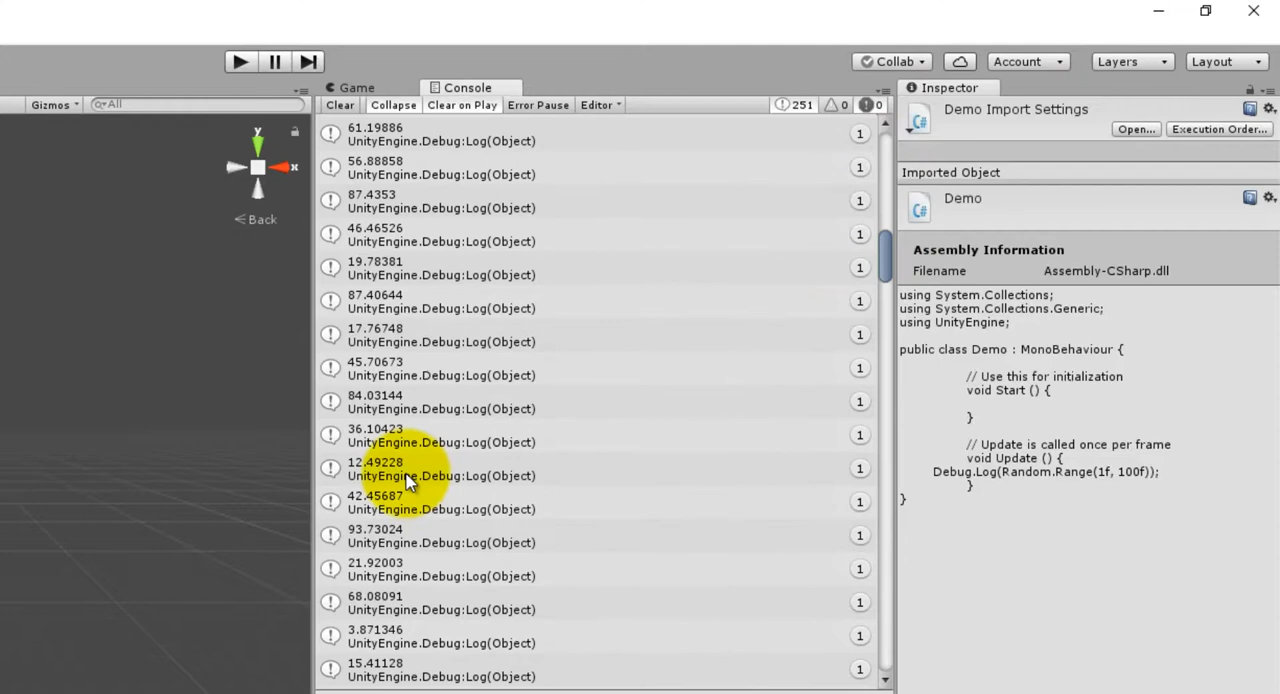 Collab
Account
Layers
Layout
Game
Console
Inspector
Gizmos
All
Clear
Collapse
Clear on Play
Error Pause
Editor
251
0
0
y
x
Back
61.19886
UnityEngine.Debug:Log(Object)
1
56.88858
UnityEngine.Debug:Log(Object)
1
87.4353
UnityEngine.Debug:Log(Object)
1
46.46526
UnityEngine.Debug:Log(Object)
1
19.78381
UnityEngine.Debug:Log(Object)
1
87.40644
UnityEngine.Debug:Log(Object)
1
17.76748
UnityEngine.Debug:Log(Object)
1
45.70673
UnityEngine.Debug:Log(Object)
1
84.03144
UnityEngine.Debug:Log(Object)
1
36.10423
UnityEngine.Debug:Log(Object)
1
12.49228
UnityEngine.Debug:Log(Object)
1
42.45687
UnityEngine.Debug:Log(Object)
1
93.73024
UnityEngine.Debug:Log(Object)
1
21.92003
UnityEngine.Debug:Log(Object)
1
68.08091
UnityEngine.Debug:Log(Object)
1
3.871346
UnityEngine.Debug:Log(Object)
1
15.41128
UnityEngine.Debug:Log(Object)
1
Demo Import Settings
C#
Open...
Execution Order...
Imported Object
Demo
C#
Assembly Information
Filename Assembly-CSharp.dll
using System.Collections;
using System.Collections.Generic;
using UnityEngine;
public class Demo : MonoBehaviour {
// Use this for initialization
void Start () {
}
// Update is called once per frame
void Update () {
Debug.Log(Random.Range(1f, 100f));
}
}